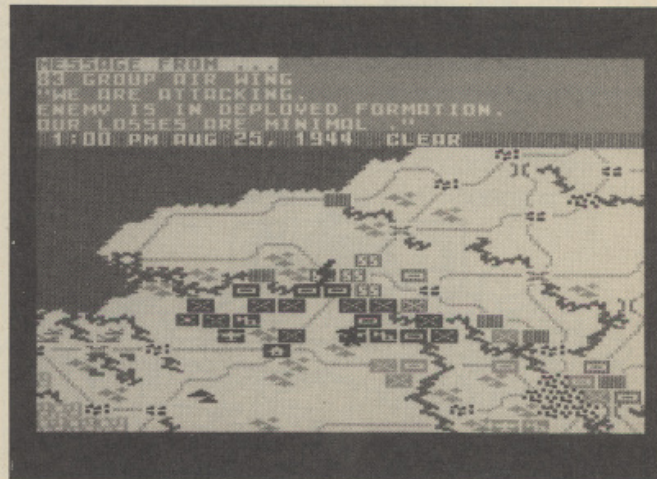 MESSAGE FROM ...
83 GROUP AIR WING
"WE ARE ATTACKING.
ENEMY IS IN DEPLOYED FORMATION.
OUR LOSSES ARE MINIMAL ."
1:00 PM AUG 25, 1944 CLEAR